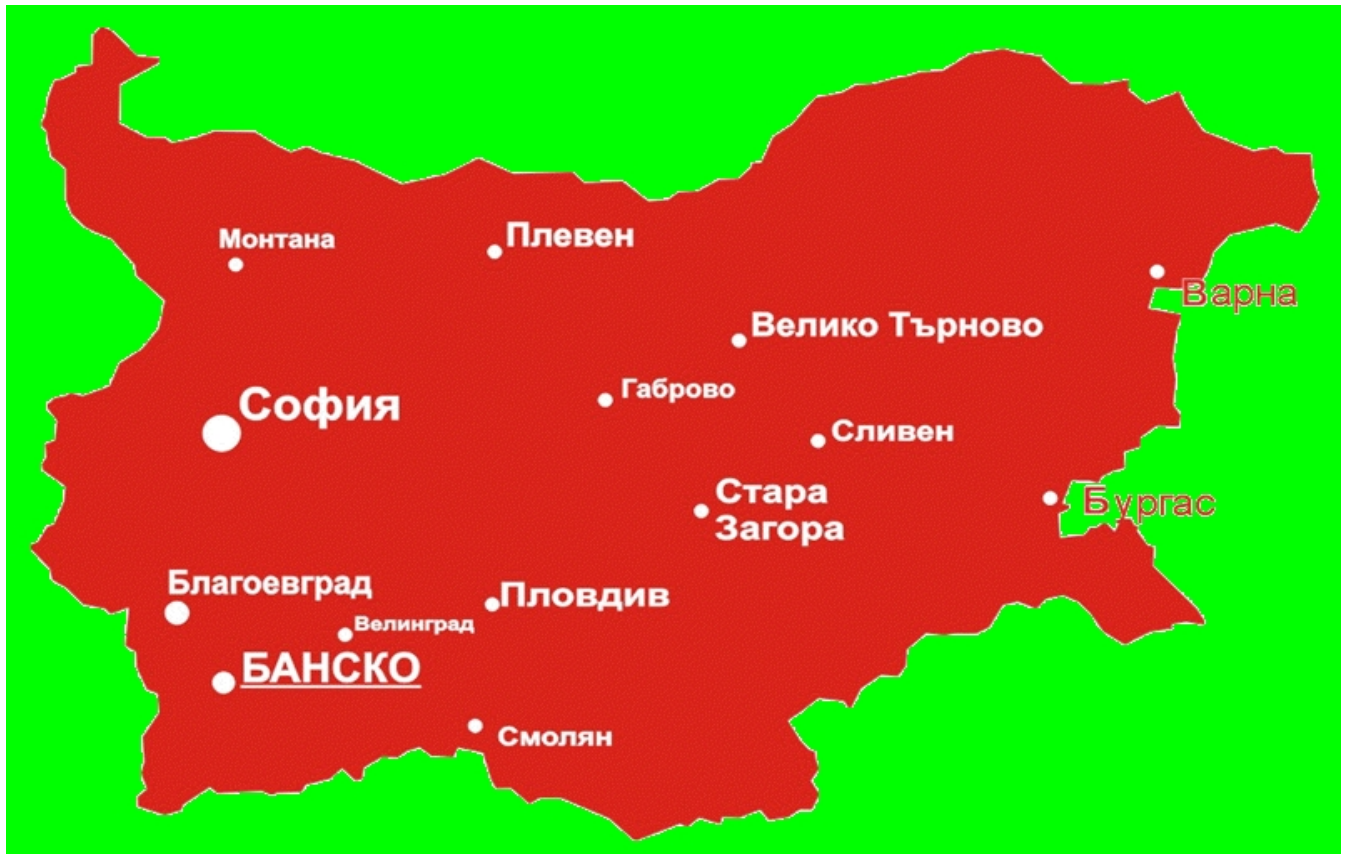 Плевен
Монтана
Варна
Велико Търново
Габрово
София
Сливен
Стара
Загора
Бургас
Благоевград
Пловдив
Велинград
БАНСКО
Смолян